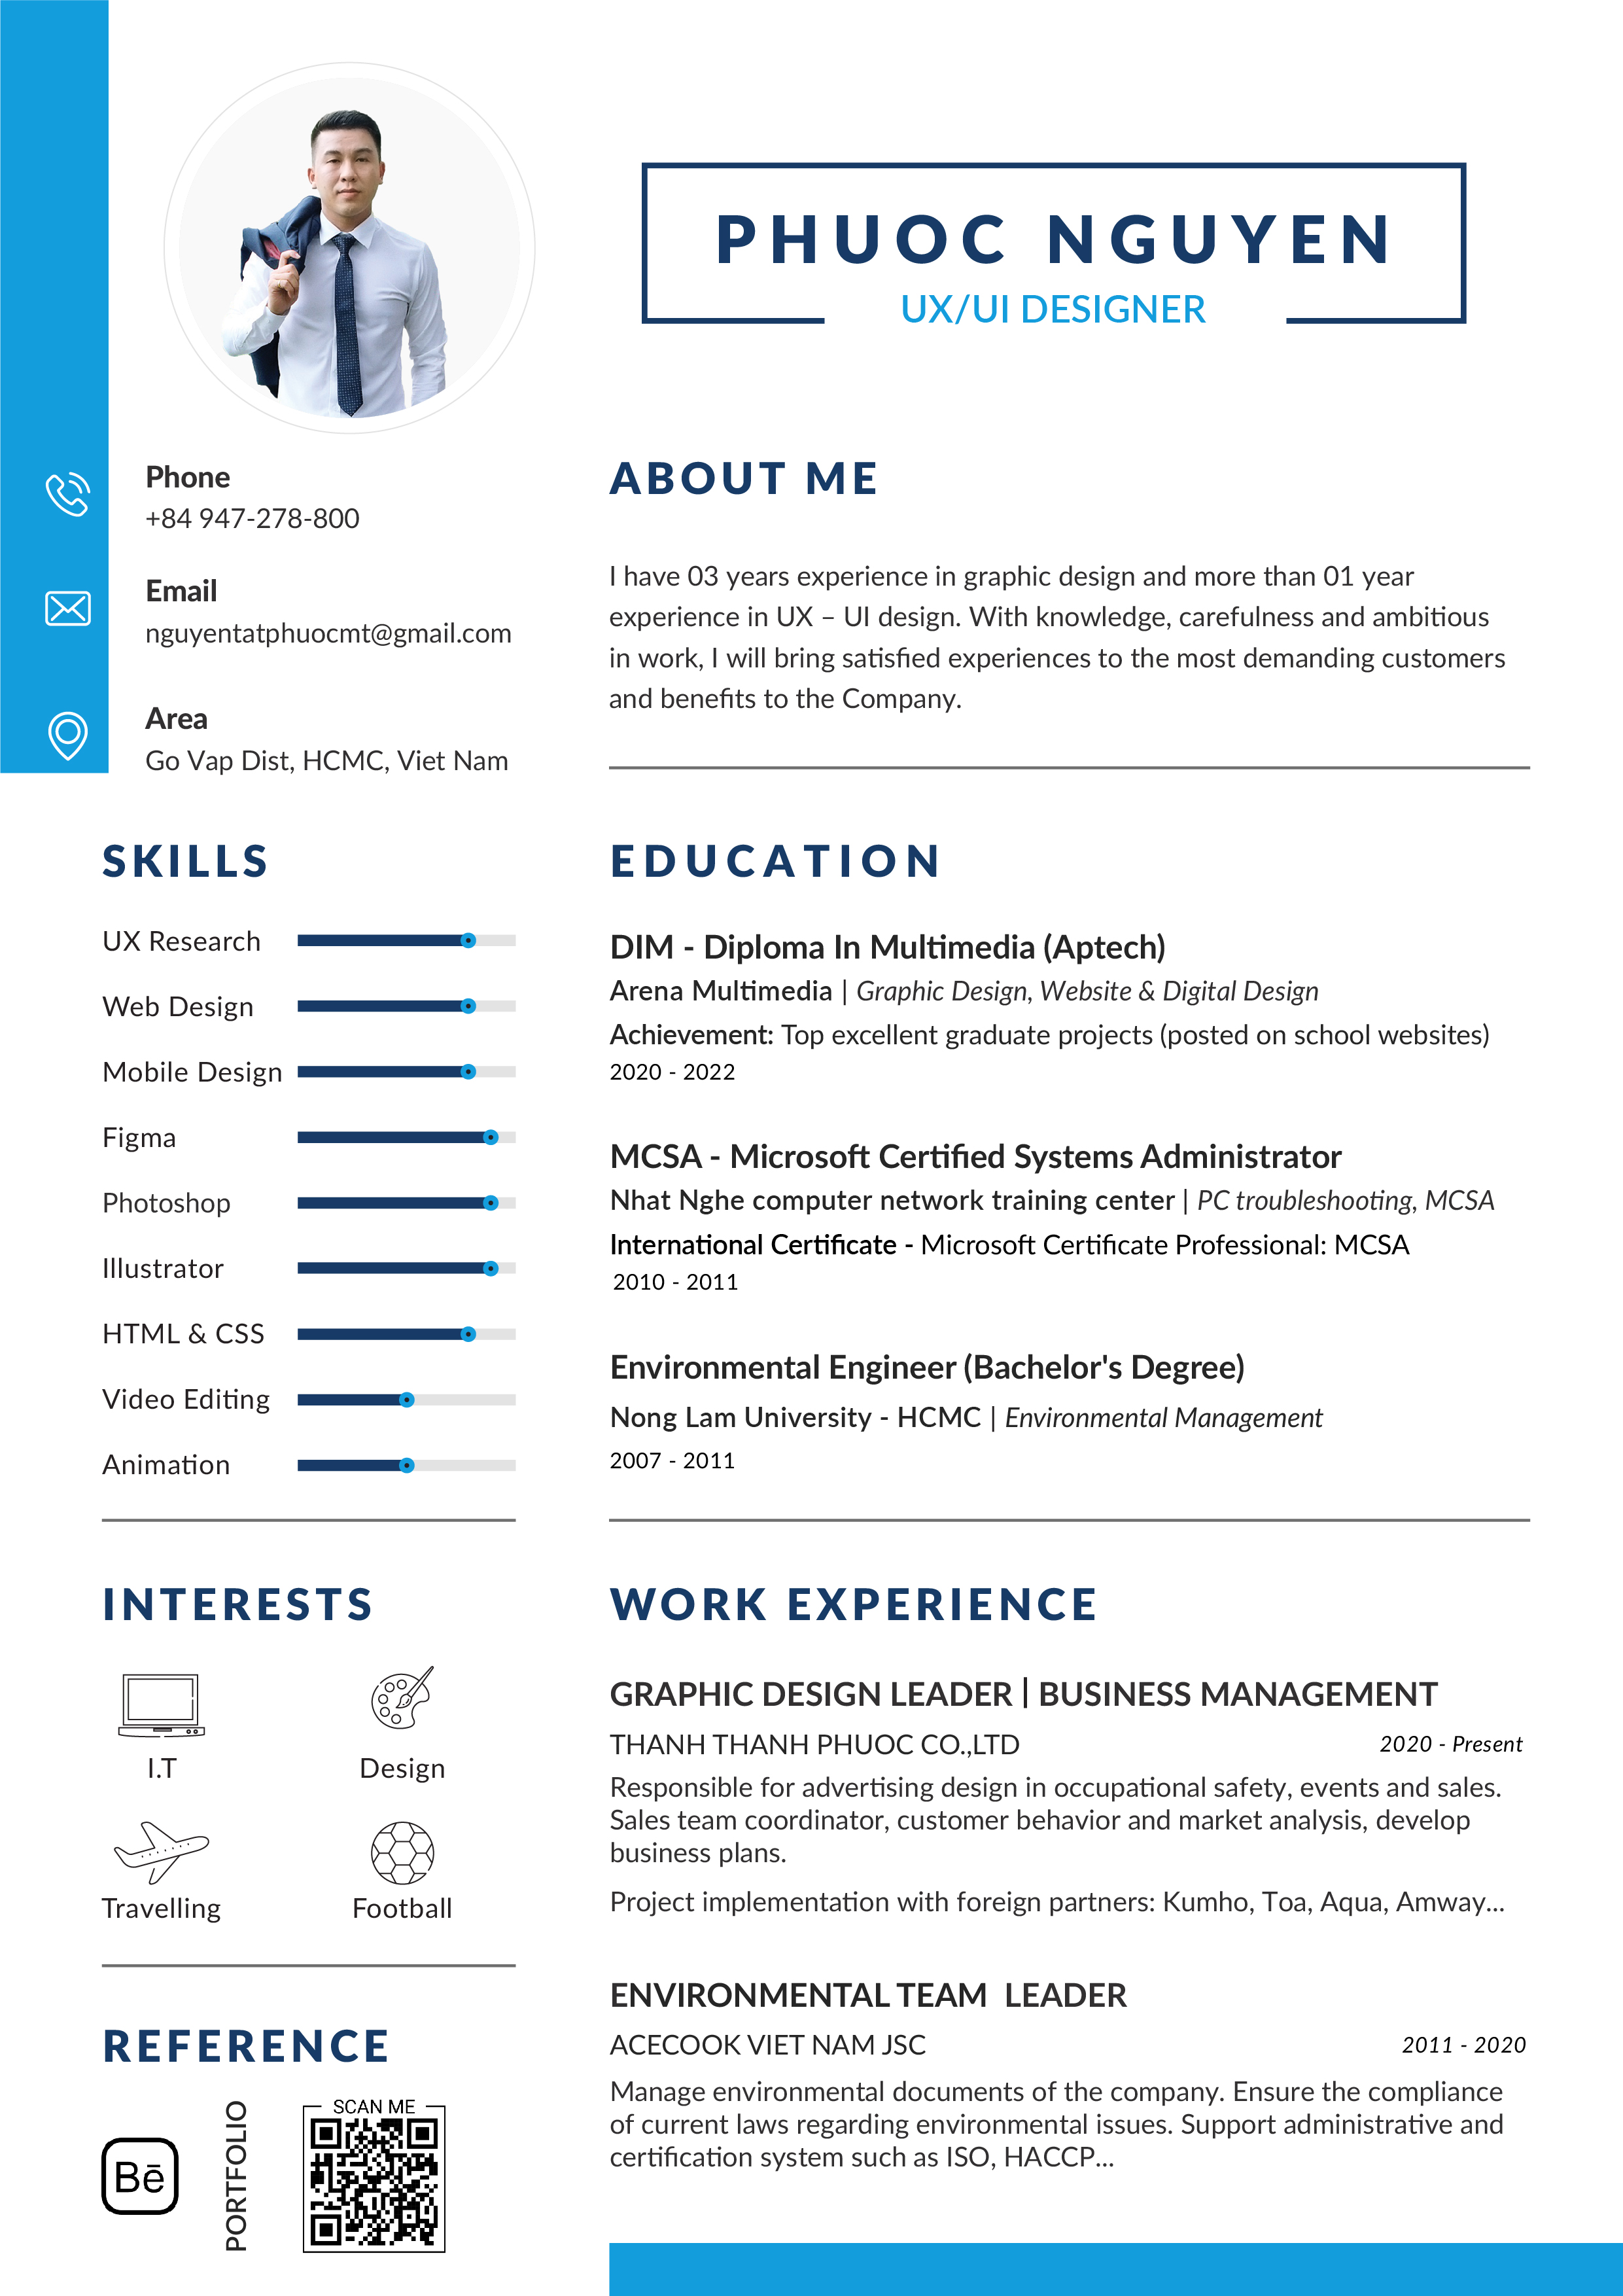 PHUOC NGUYEN
UX/UI DESIGNER
Phone
+84 947-278-800
Email
nguyentatphuocmt@gmail.com
Area
Go Vap Dist, HCMC, Viet Nam
SKILLS
UX Research
Web Design
Mobile Design
Figma
Photoshop
Illustrator
HTML & CSS
Video Editing
Animation
INTERESTS
I.T
Design
Travelling
Football
REFERENCE
Bē
PORTFOLIO
SCAN ME
ABOUT ME
I have 03 years experience in graphic design and more than 01 year
experience in UX – UI design. With knowledge, carefulness and ambitious
in work, I will bring satisfied experiences to the most demanding customers
and benefits to the Company.
EDUCATION
DIM - Diploma In Multimedia (Aptech)
Arena Multimedia | Graphic Design, Website & Digital Design
Achievement: Top excellent graduate projects (posted on school websites)
2020 - 2022
MCSA - Microsoft Certified Systems Administrator
Nhat Nghe computer network training center | PC troubleshooting, MCSA
International Certificate - Microsoft Certificate Professional: MCSA
2010 - 2011
Environmental Engineer (Bachelor's Degree)
Nong Lam University - HCMC | Environmental Management
2007 - 2011
WORK EXPERIENCE
GRAPHIC DESIGN LEADER | BUSINESS MANAGEMENT
THANH THANH PHUOC CO.,LTD 2020 - Present
Responsible for advertising design in occupational safety, events and sales.
Sales team coordinator, customer behavior and market analysis, develop
business plans.
Project implementation with foreign partners: Kumho, Toa, Aqua, Amway...
ENVIRONMENTAL TEAM LEADER
ACECOOK VIET NAM JSC 2011 - 2020
Manage environmental documents of the company. Ensure the compliance
of current laws regarding environmental issues. Support administrative and
certification system such as ISO, HACCP...